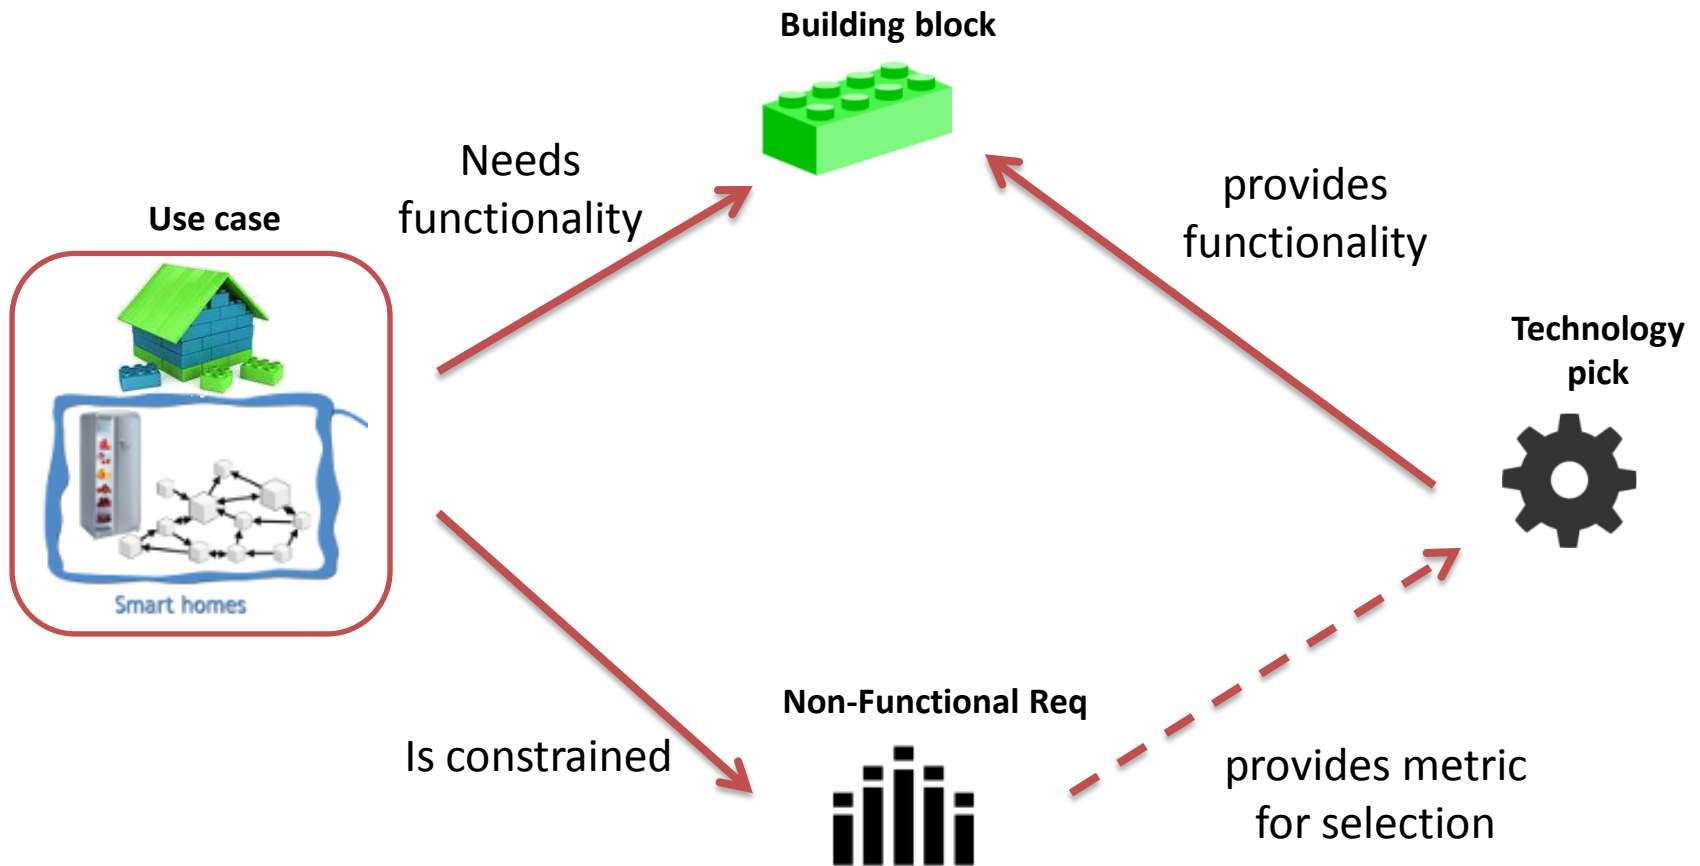 Building block
Needs
functionality
provides
functionality
Use case
Technology
pick
Smart homes
Non-Functional Req
Is constrained
provides metric
for selection